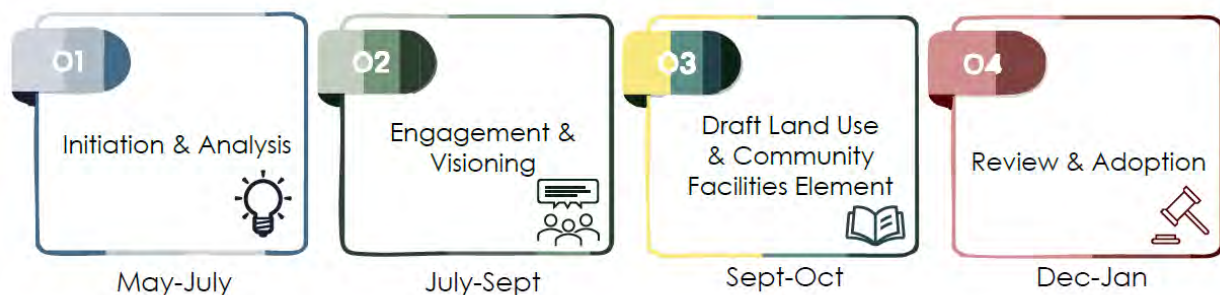 01
Initiation & Analysis
May-July
02
Engagement &
Visioning
July-Sept
03
Draft Land Use
& Community
Facilities Element
Sept-Oct
04
Review & Adoption
Dec-Jan